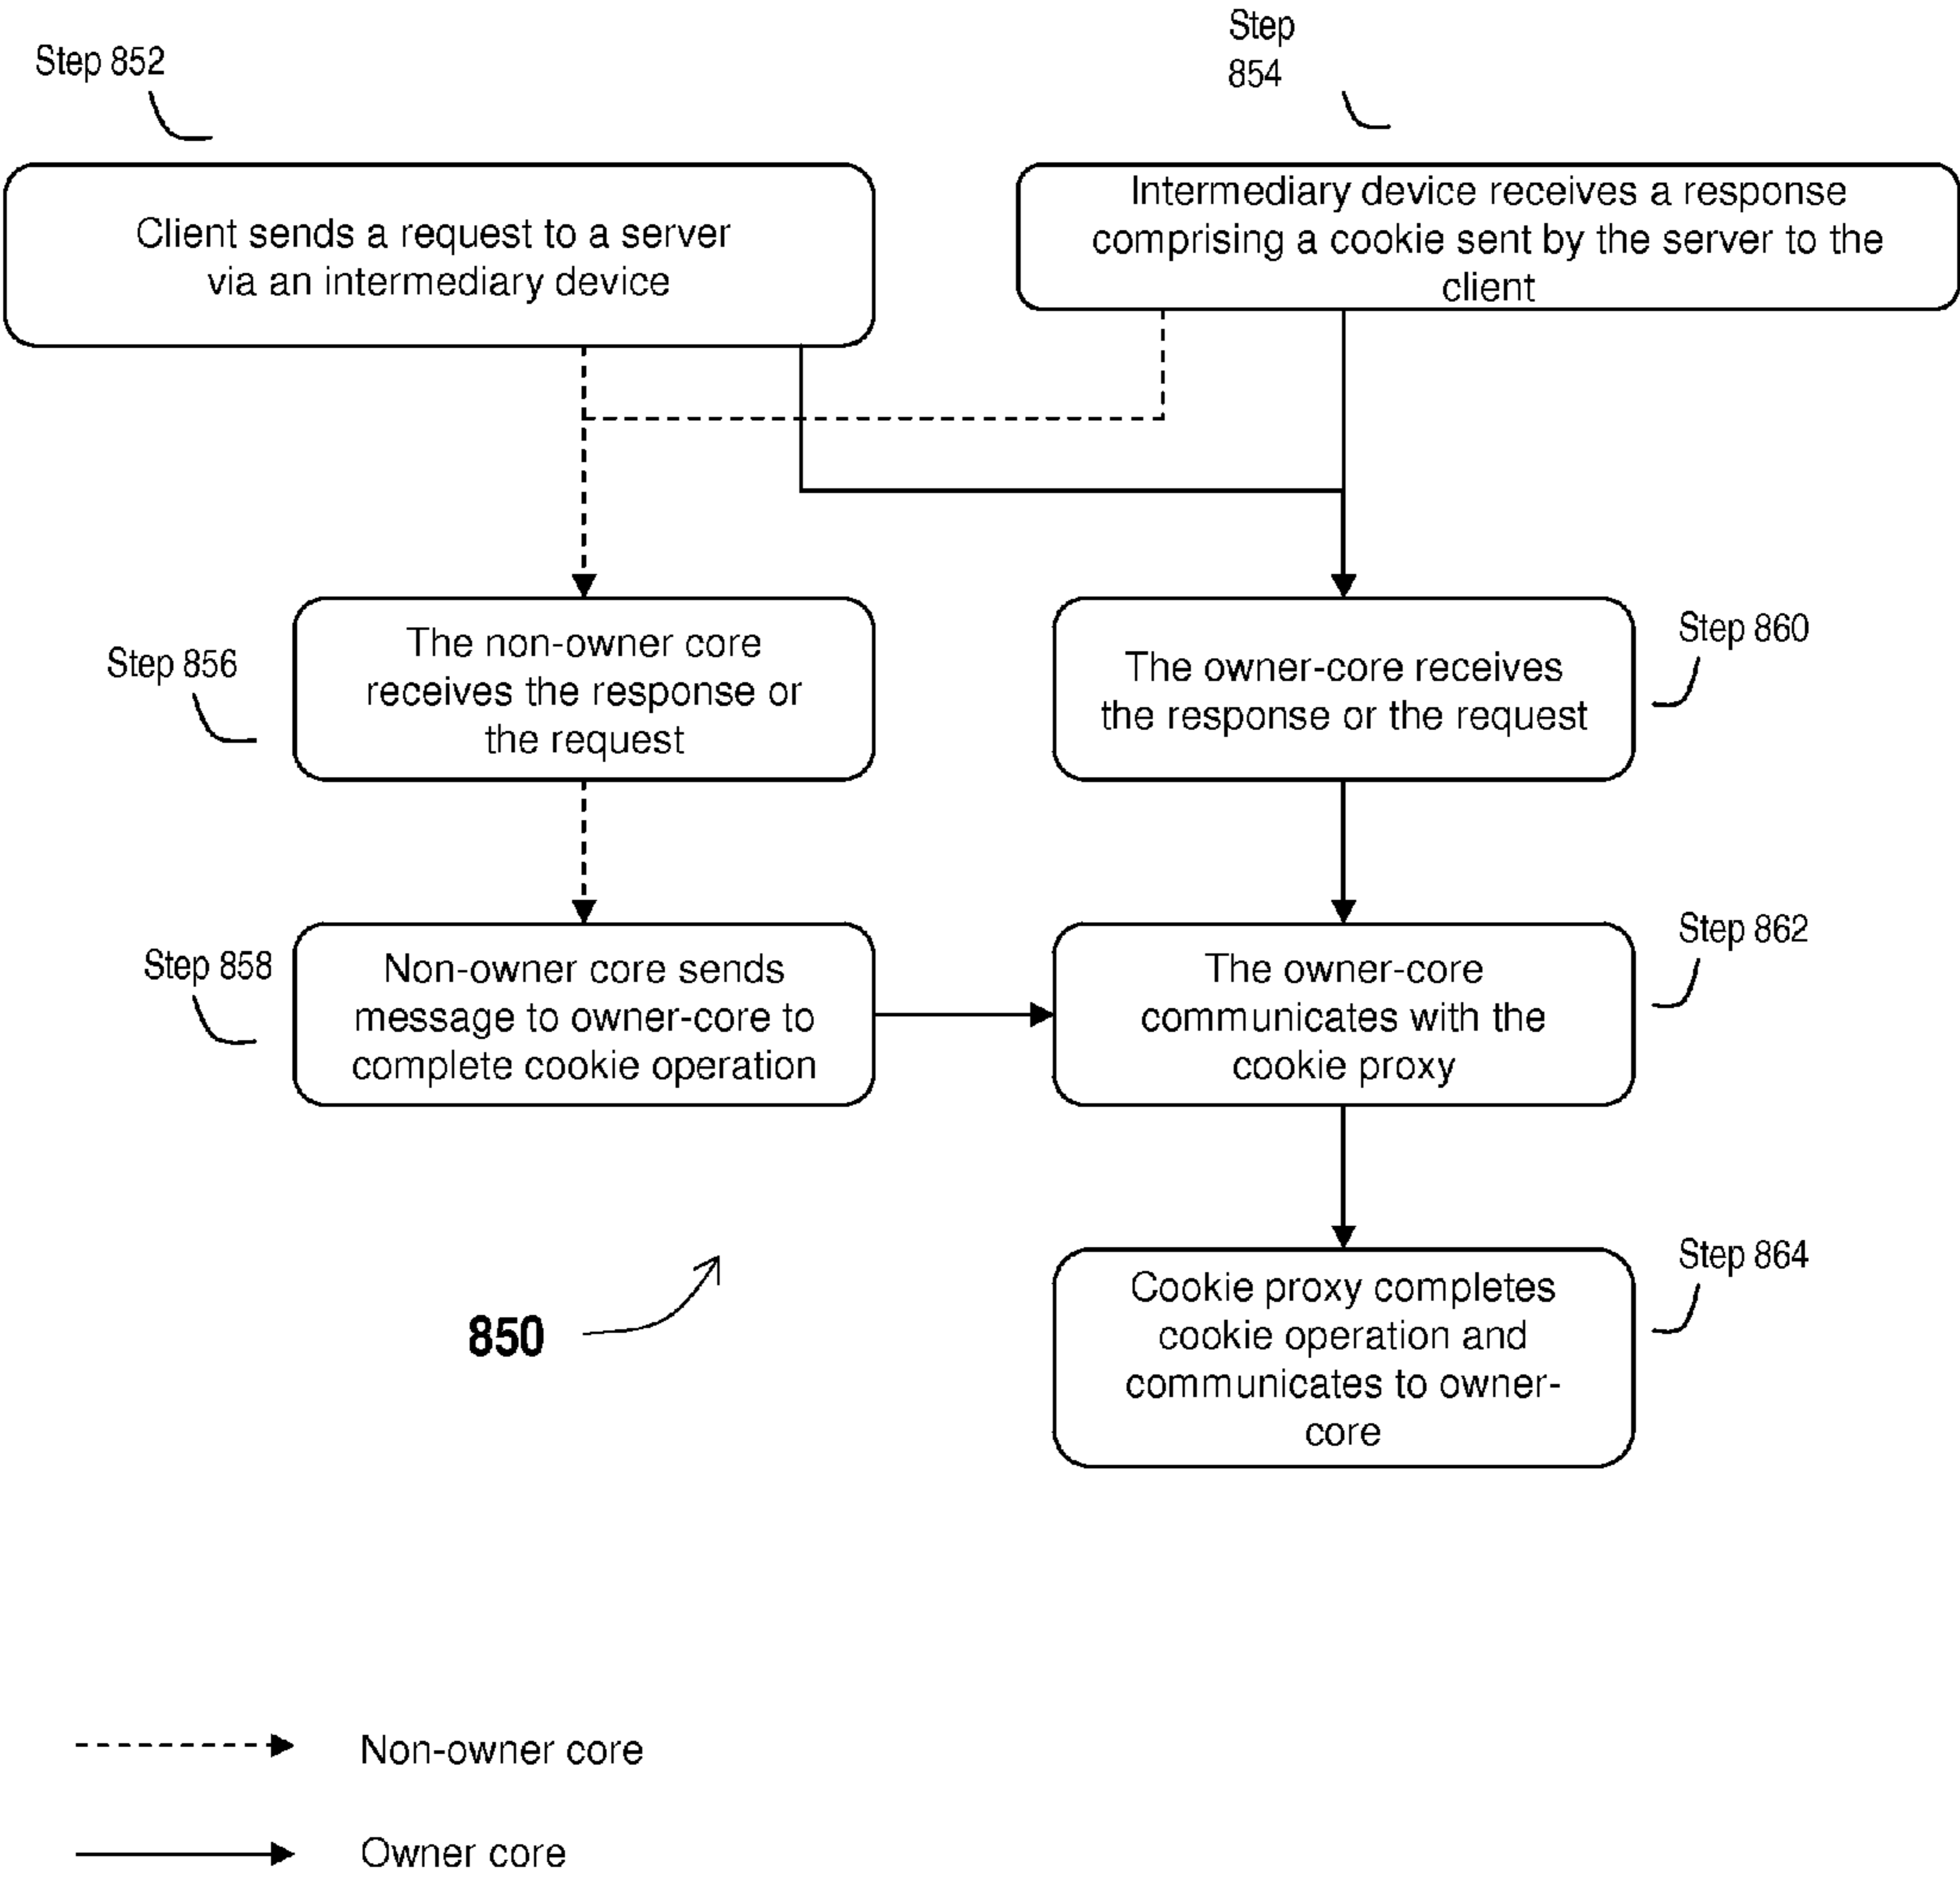 Step 852
Step
854
Client sends a request to a server
via an intermediary device
Intermediary device receives a response
comprising a cookie sent by the server to the
client
Step 856
The non-owner core
receives the response or
the request
The owner-core receives
the response or the request
Step 860
Step 858
Non-owner core sends
message to owner-core to
complete cookie operation
The owner-core
communicates with the
cookie proxy
Step 862
850
Cookie proxy completes
cookie operation and
communicates to owner-
core
Step 864
Non-owner core
Owner core